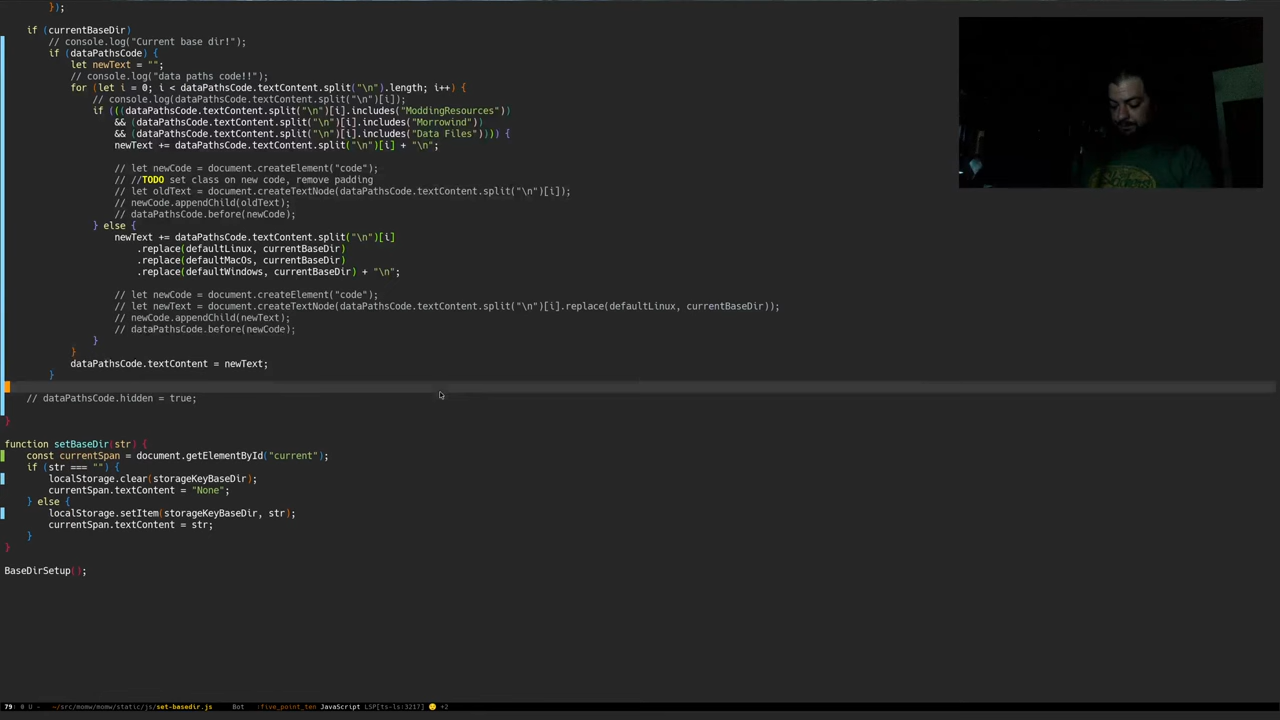 });
if (currentBaseDir)
// console.log("Current base dir!");
if (dataPathsCode) {
let newText = "";
// console.log("data paths code!!");
for (let i = 0; i < dataPathsCode.textContent.split("\n").length; i++) {
// console.log(dataPathsCode.textContent.split("\n")[i]);
if (((dataPathsCode.textContent.split("\n")[i].includes("ModdingResources"))
&& (dataPathsCode.textContent.split("\n")[i].includes("Morrowind"))
&& (dataPathsCode.textContent.split("\n")[i].includes("Data Files")))) {
newText += dataPathsCode.textContent.split("\n")[i] + "\n";
// let newCode = document.createElement("code");
// //TODO set class on new code, remove padding
// let oldText = document.createTextNode(dataPathsCode.textContent.split("\n")[i]);
// newCode.appendChild(oldText);
// dataPathsCode.before(newCode);
} else {
newText += dataPathsCode.textContent.split("\n")[i]
.replace(defaultLinux, currentBaseDir)
.replace(defaultMacOs, currentBaseDir)
.replace(defaultWindows, currentBaseDir) + "\n";
// let newCode = document.createElement("code");
// let newText = document.createTextNode(dataPathsCode.textContent.split("\n")[i].replace(defaultLinux, currentBaseDir));
// newCode.appendChild(newText);
// dataPathsCode.before(newCode);
}
}
dataPathsCode.textContent = newText;
}
// dataPathsCode.hidden = true;
}
function setBaseDir(str) {
const currentSpan = document.getElementById("current");
if (str === "") {
localStorage.clear(storageKeyBaseDir);
currentSpan.textContent = "None";
} else {
localStorage.setItem(storageKeyBaseDir, str);
currentSpan.textContent = str;
}
}
BaseDirSetup();
79: 0 U - ~/src/momw/momw/static/js/set-basedir.js Bot :five_point_ten JavaScript LSP[ts-ls:3217] +2